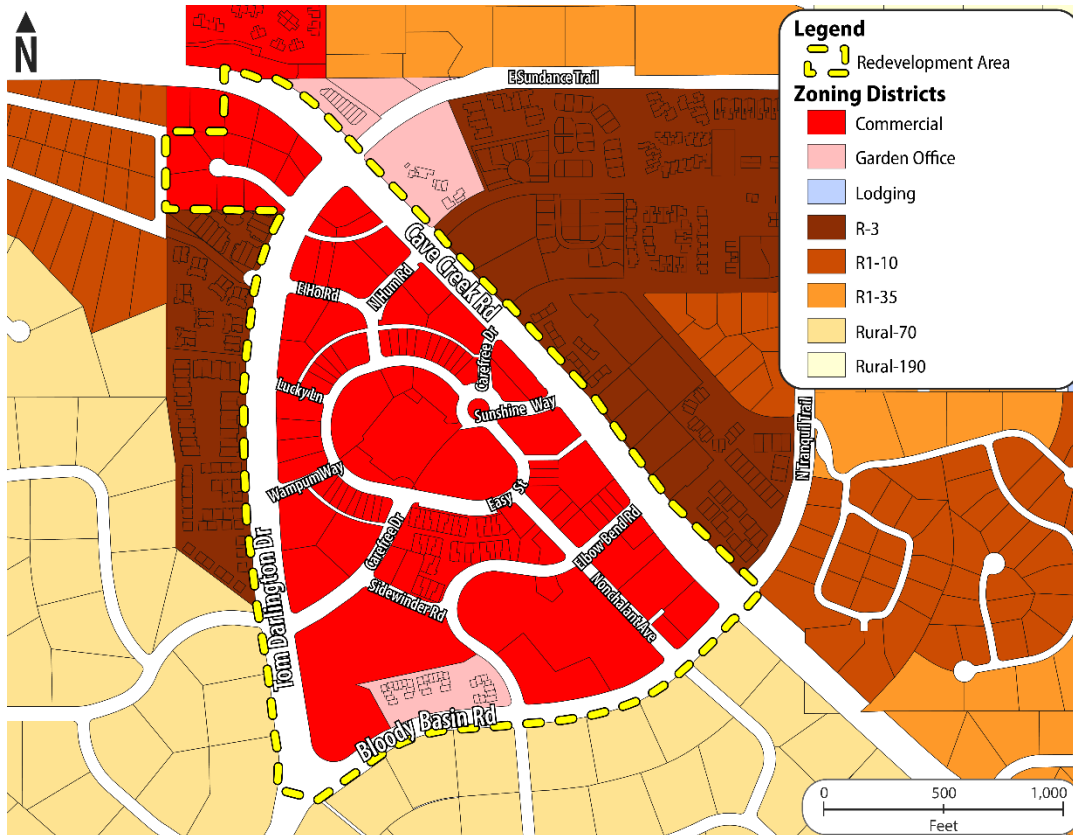 N
Legend
Redevelopment Area
Zoning Districts
Commercial
Garden Office
Lodging
R-3
R1-10
R1-35
Rural-70
Rural-190
E Sundance Trail
Cave Creek Rd
N Hum Rd
E Ho Rd
Carefree Dr
Lucky Ln
Sunshine Way
N Tranquil Trail
Wampum Way
Easy St
Carefree Dr
Elbow Bend Rd
Sidewinder Rd
Nonchalant Ave
Tom Darlington Dr
Bloody Basin Rd
0 500 1,000
Feet